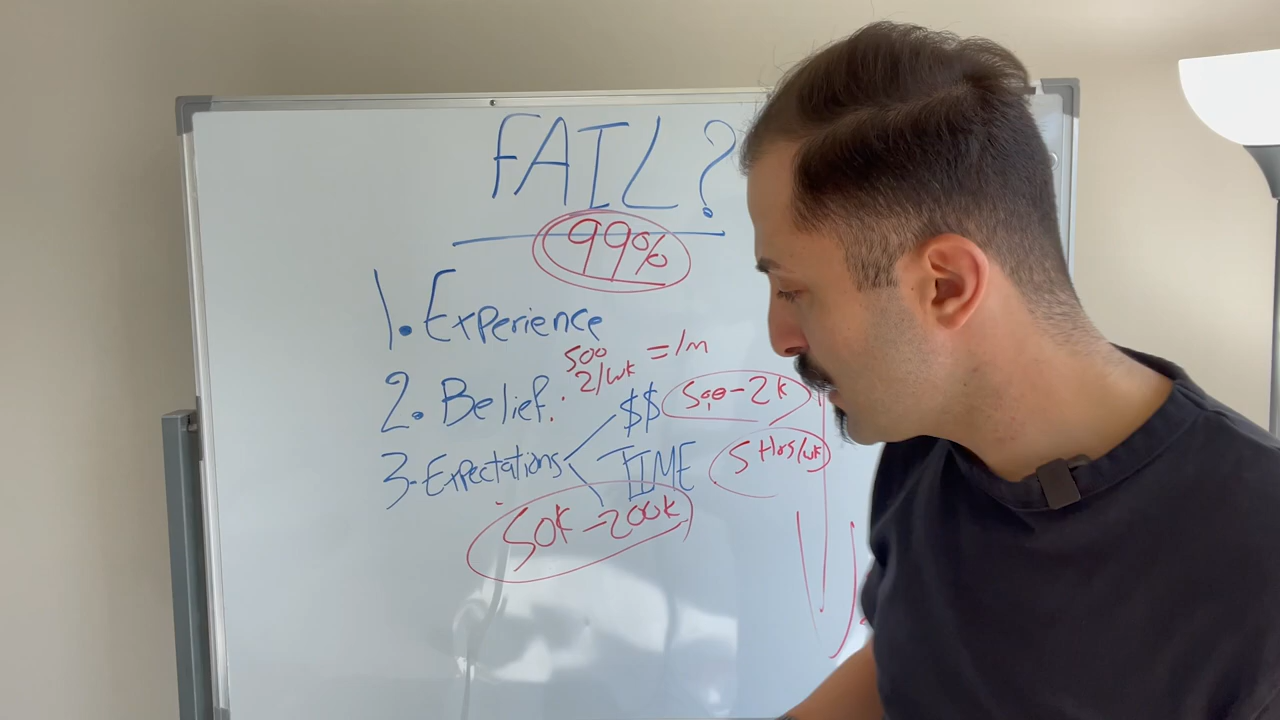 FAIL?
99%
1. Experience
500
2/wk = 1m
2. Belief.
$$ 500-2k
3-Expectations
TIME 5 Hrs/wk
50k-200k